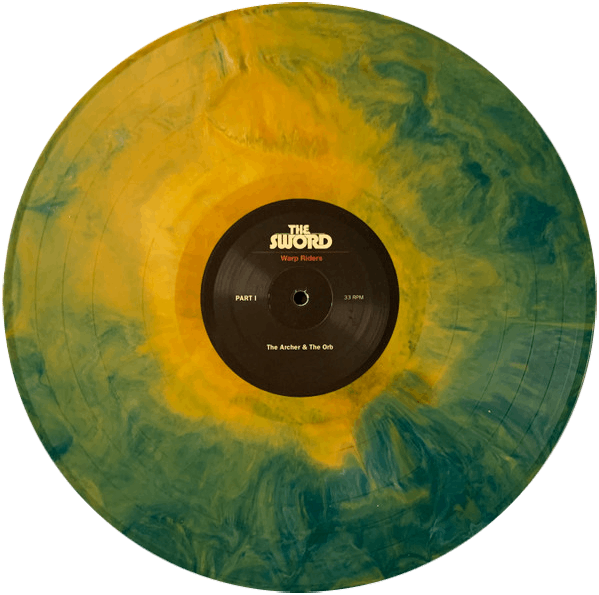 THE
SWORD
Warp Riders
PART I
33 RPM
The Archer & The Orb